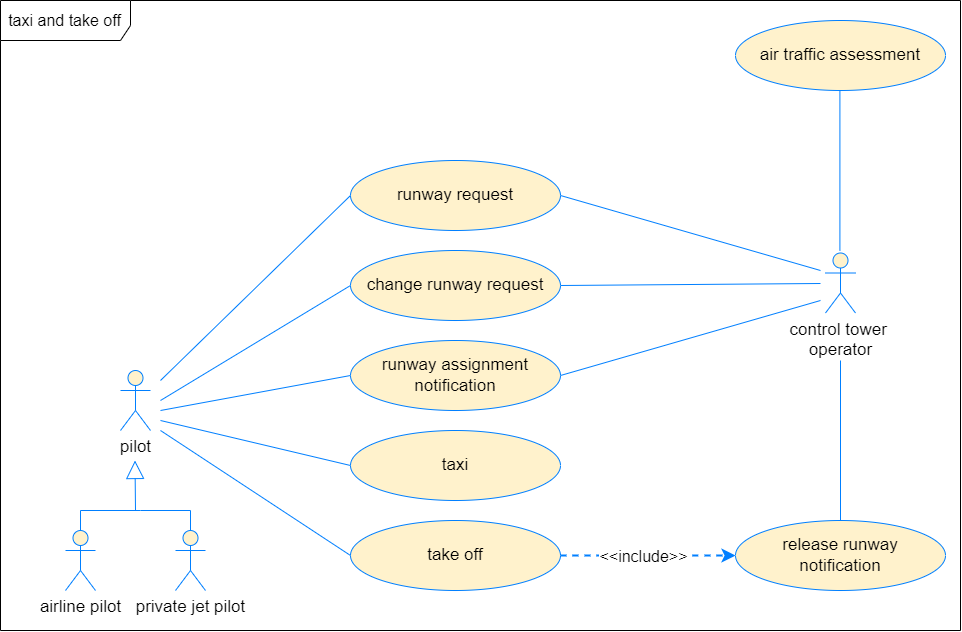 taxi and take off
air traffic assessment
runway request
change runway request
control tower
operator
runway assignment
notification
pilot
taxi
take off
<<include>>
release runway
notification
airline pilot
private jet pilot